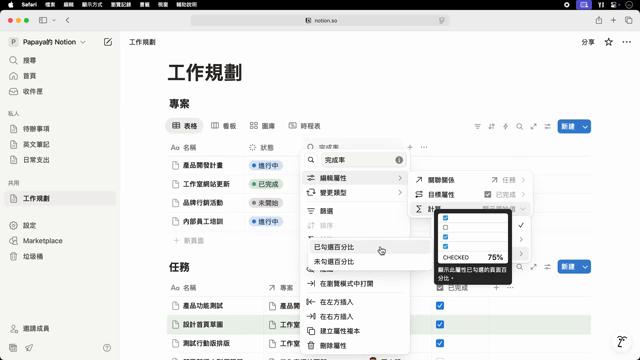 Safari 檔案 編輯 顯示方式 瀏覽記錄 書籤 視窗 輔助說明
notion.so
P Papaya的 Notion
工作規劃
分享
搜尋
首頁
收件匣
私人
待辦事項
英文筆記
日常支出
共用
工作規劃
設定
Marketplace
垃圾桶
邀請成員
工作規劃
專案
表格 看板 圖庫 時程表
新建
Aa 名稱 狀態 完成率
產品開發計畫 進行中
工作室網站更新 已完成
品牌行銷活動 未開始
內部員工培訓 進行中
新頁面
完成率
編輯屬性
變更類型
篩選
排序
在瀏覽模式中打開
在左方插入
在右方插入
建立屬性複本
刪除屬性
關聯關係 任務
目標屬性 已完成
計算 顯示原始值
已勾選百分比
未勾選百分比
CHECKED 75%
顯示此屬性已勾選的頁面百分比。
任務
新建
Aa 名稱 專案 已完成
產品功能測試
設計首頁草圖 工作室
測試行動版排版